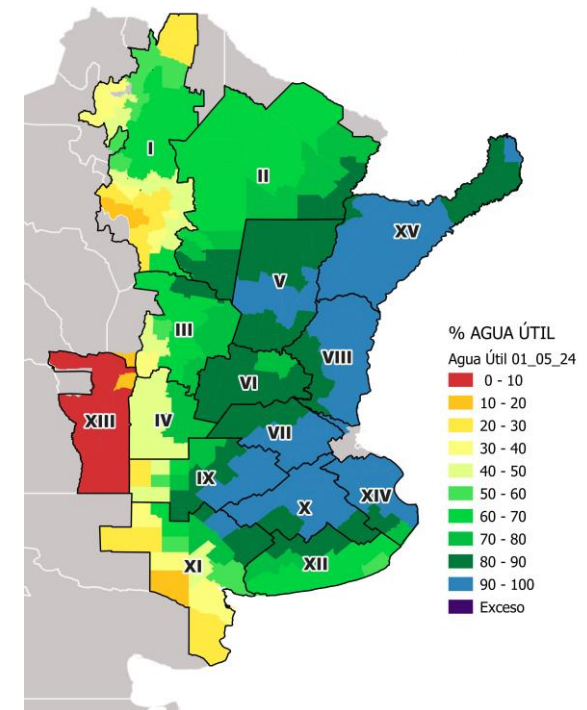 I
II
XV
V
III
VIII
VI
XIII
IV
VII
IX
X
XIV
XI
XII
% AGUA ÚTIL
Agua Útil 01_05_24
0 - 10
10 - 20
20 - 30
30 - 40
40 - 50
50 - 60
60 - 70
70 - 80
80 - 90
90 - 100
Exceso